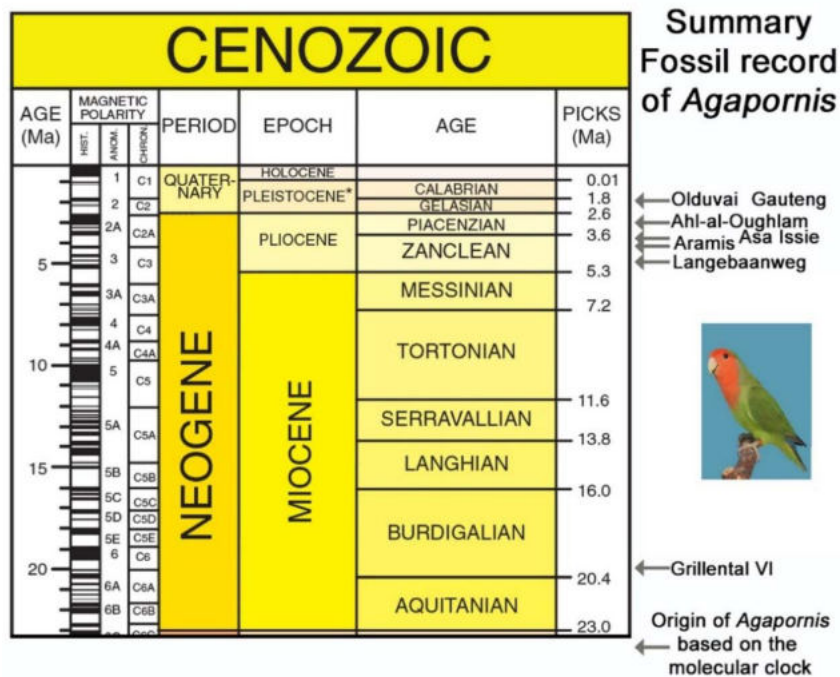 CENOZOIC
Summary
Fossil record
of Agapornis
AGE
(Ma)
MAGNETIC
POLARITY
HIST.
ANOM.
CHRON.
PERIOD
EPOCH
AGE
PICKS
(Ma)
5
10
15
20
1
2
2A
3
3A
4
4A
5
5A
5B
5C
5D
5E
6
6A
6B
C1
C2
C2A
C3
C3A
C4
C4A
C5
C5A
C5B
C5C
C5D
C5E
C6
C6A
C6B
QUATER-
NARY
NEOGENE
HOLOCENE
PLEISTOCENE*
PLIOCENE
MIOCENE
CALABRIAN
GELASIAN
PIACENZIAN
ZANCLEAN
MESSINIAN
TORTONIAN
SERRAVALLIAN
LANGHIAN
BURDIGALIAN
AQUITANIAN
0.01
1.8
2.6
3.6
5.3
7.2
11.6
13.8
16.0
20.4
23.0
Olduvai Gauteng
Ahl-al-Oughlam
Aramis Asa Issie
Langebaanweg
Grillental VI
Origin of Agapornis
based on the
molecular clock